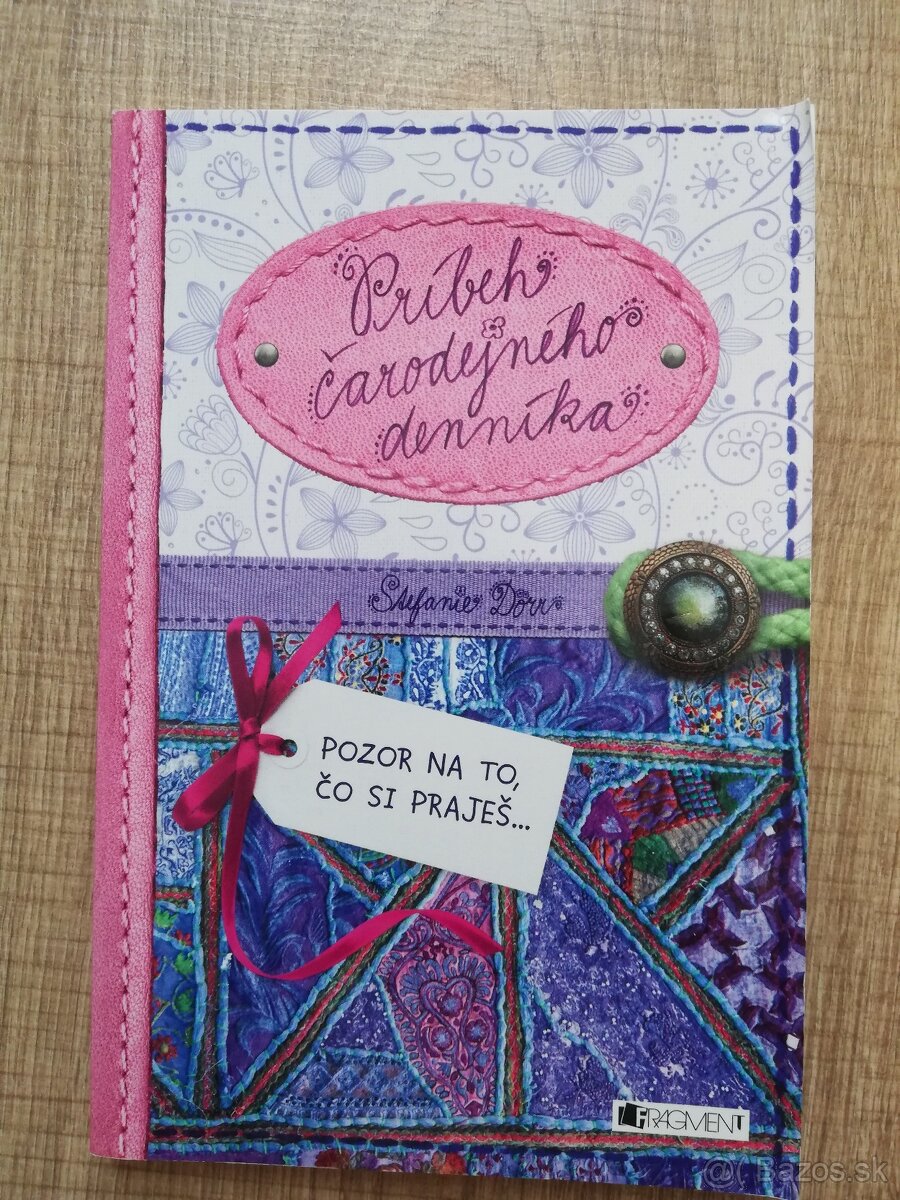 Príbeh
čarodejného
denníka
Stefanie Dörr
POZOR NA TO,
ČO SI PRAJEŠ...
FRAGMENT
Bazos.sk